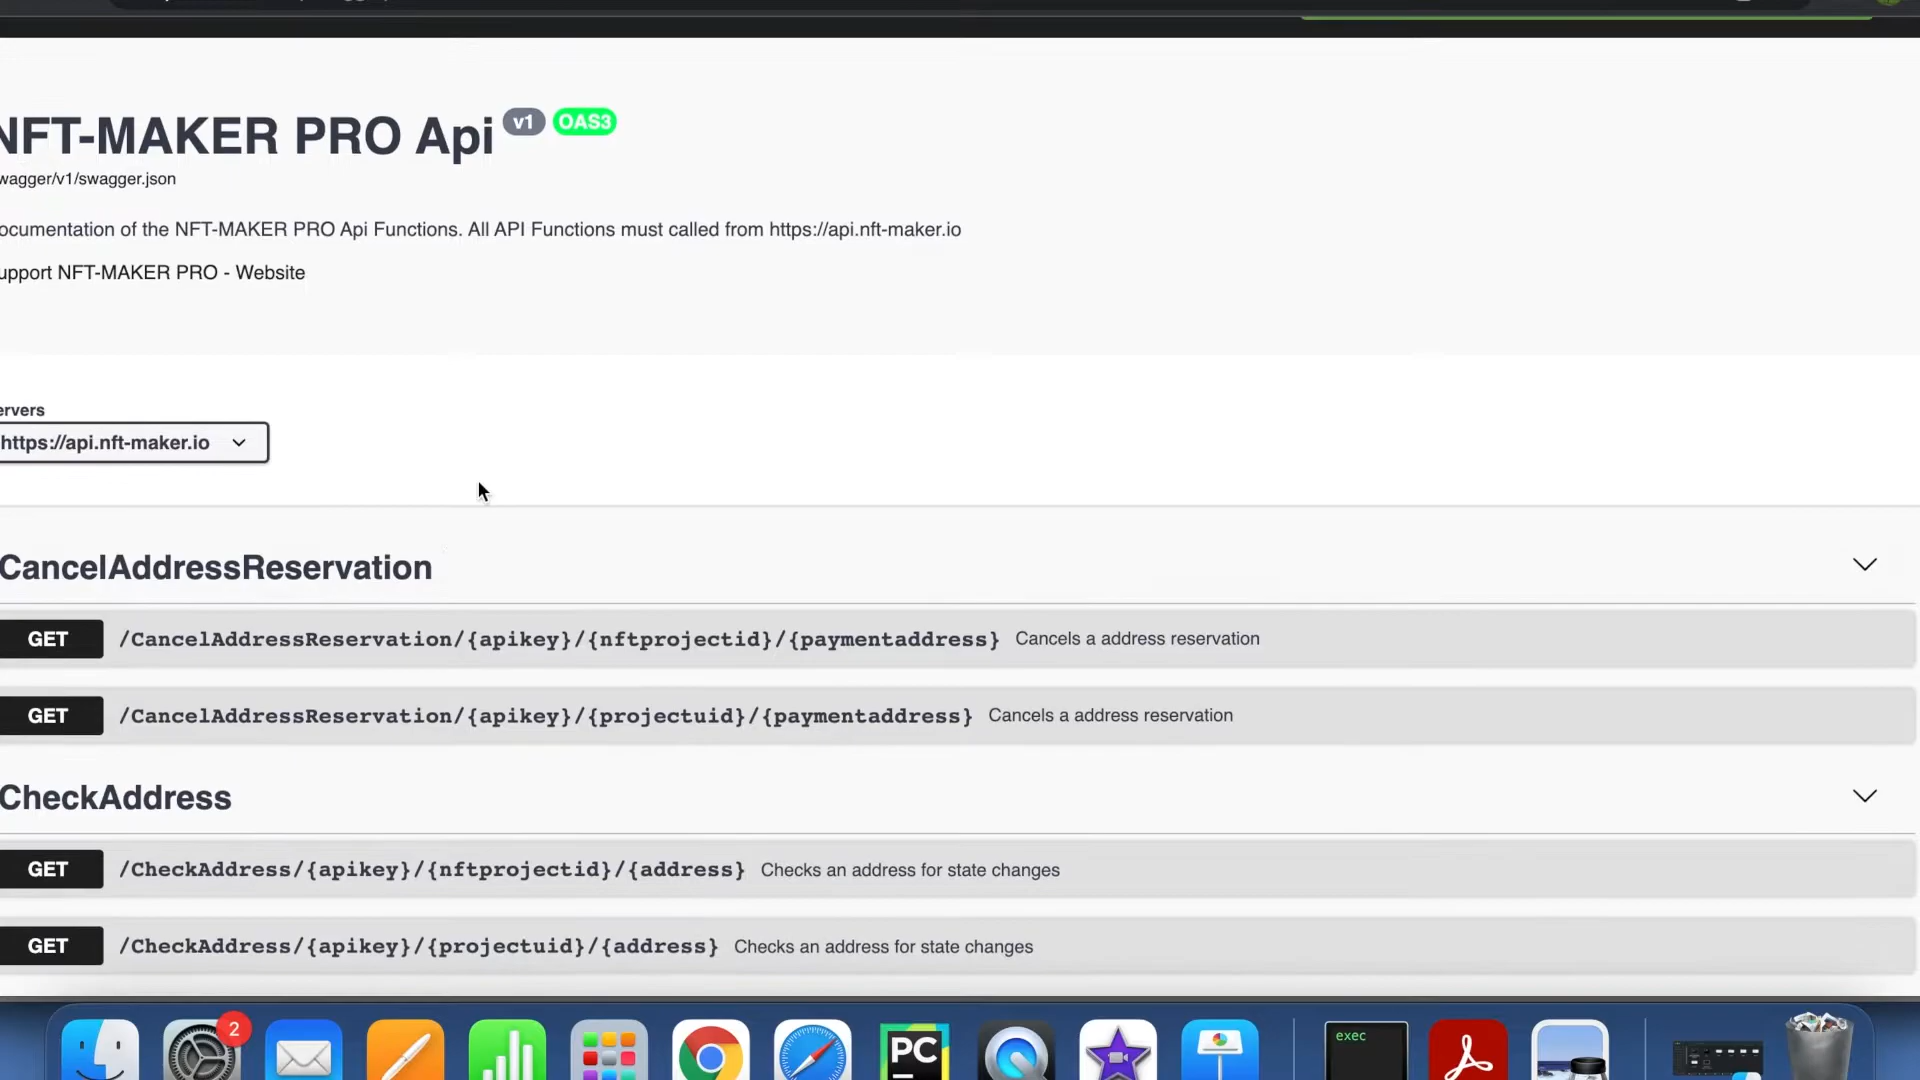 NFT-MAKER PRO Api v1 OAS3
wagger/v1/swagger.json
ocumentation of the NFT-MAKER PRO Api Functions. All API Functions must called from https://api.nft-maker.io
upport NFT-MAKER PRO - Website
ervers
https://api.nft-maker.io
CancelAddressReservation
GET /CancelAddressReservation/{apikey}/{nftprojectid}/{paymentaddress} Cancels a address reservation
GET /CancelAddressReservation/{apikey}/{projectuid}/{paymentaddress} Cancels a address reservation
CheckAddress
GET /CheckAddress/{apikey}/{nftprojectid}/{address} Checks an address for state changes
GET /CheckAddress/{apikey}/{projectuid}/{address} Checks an address for state changes
2
PC
exec